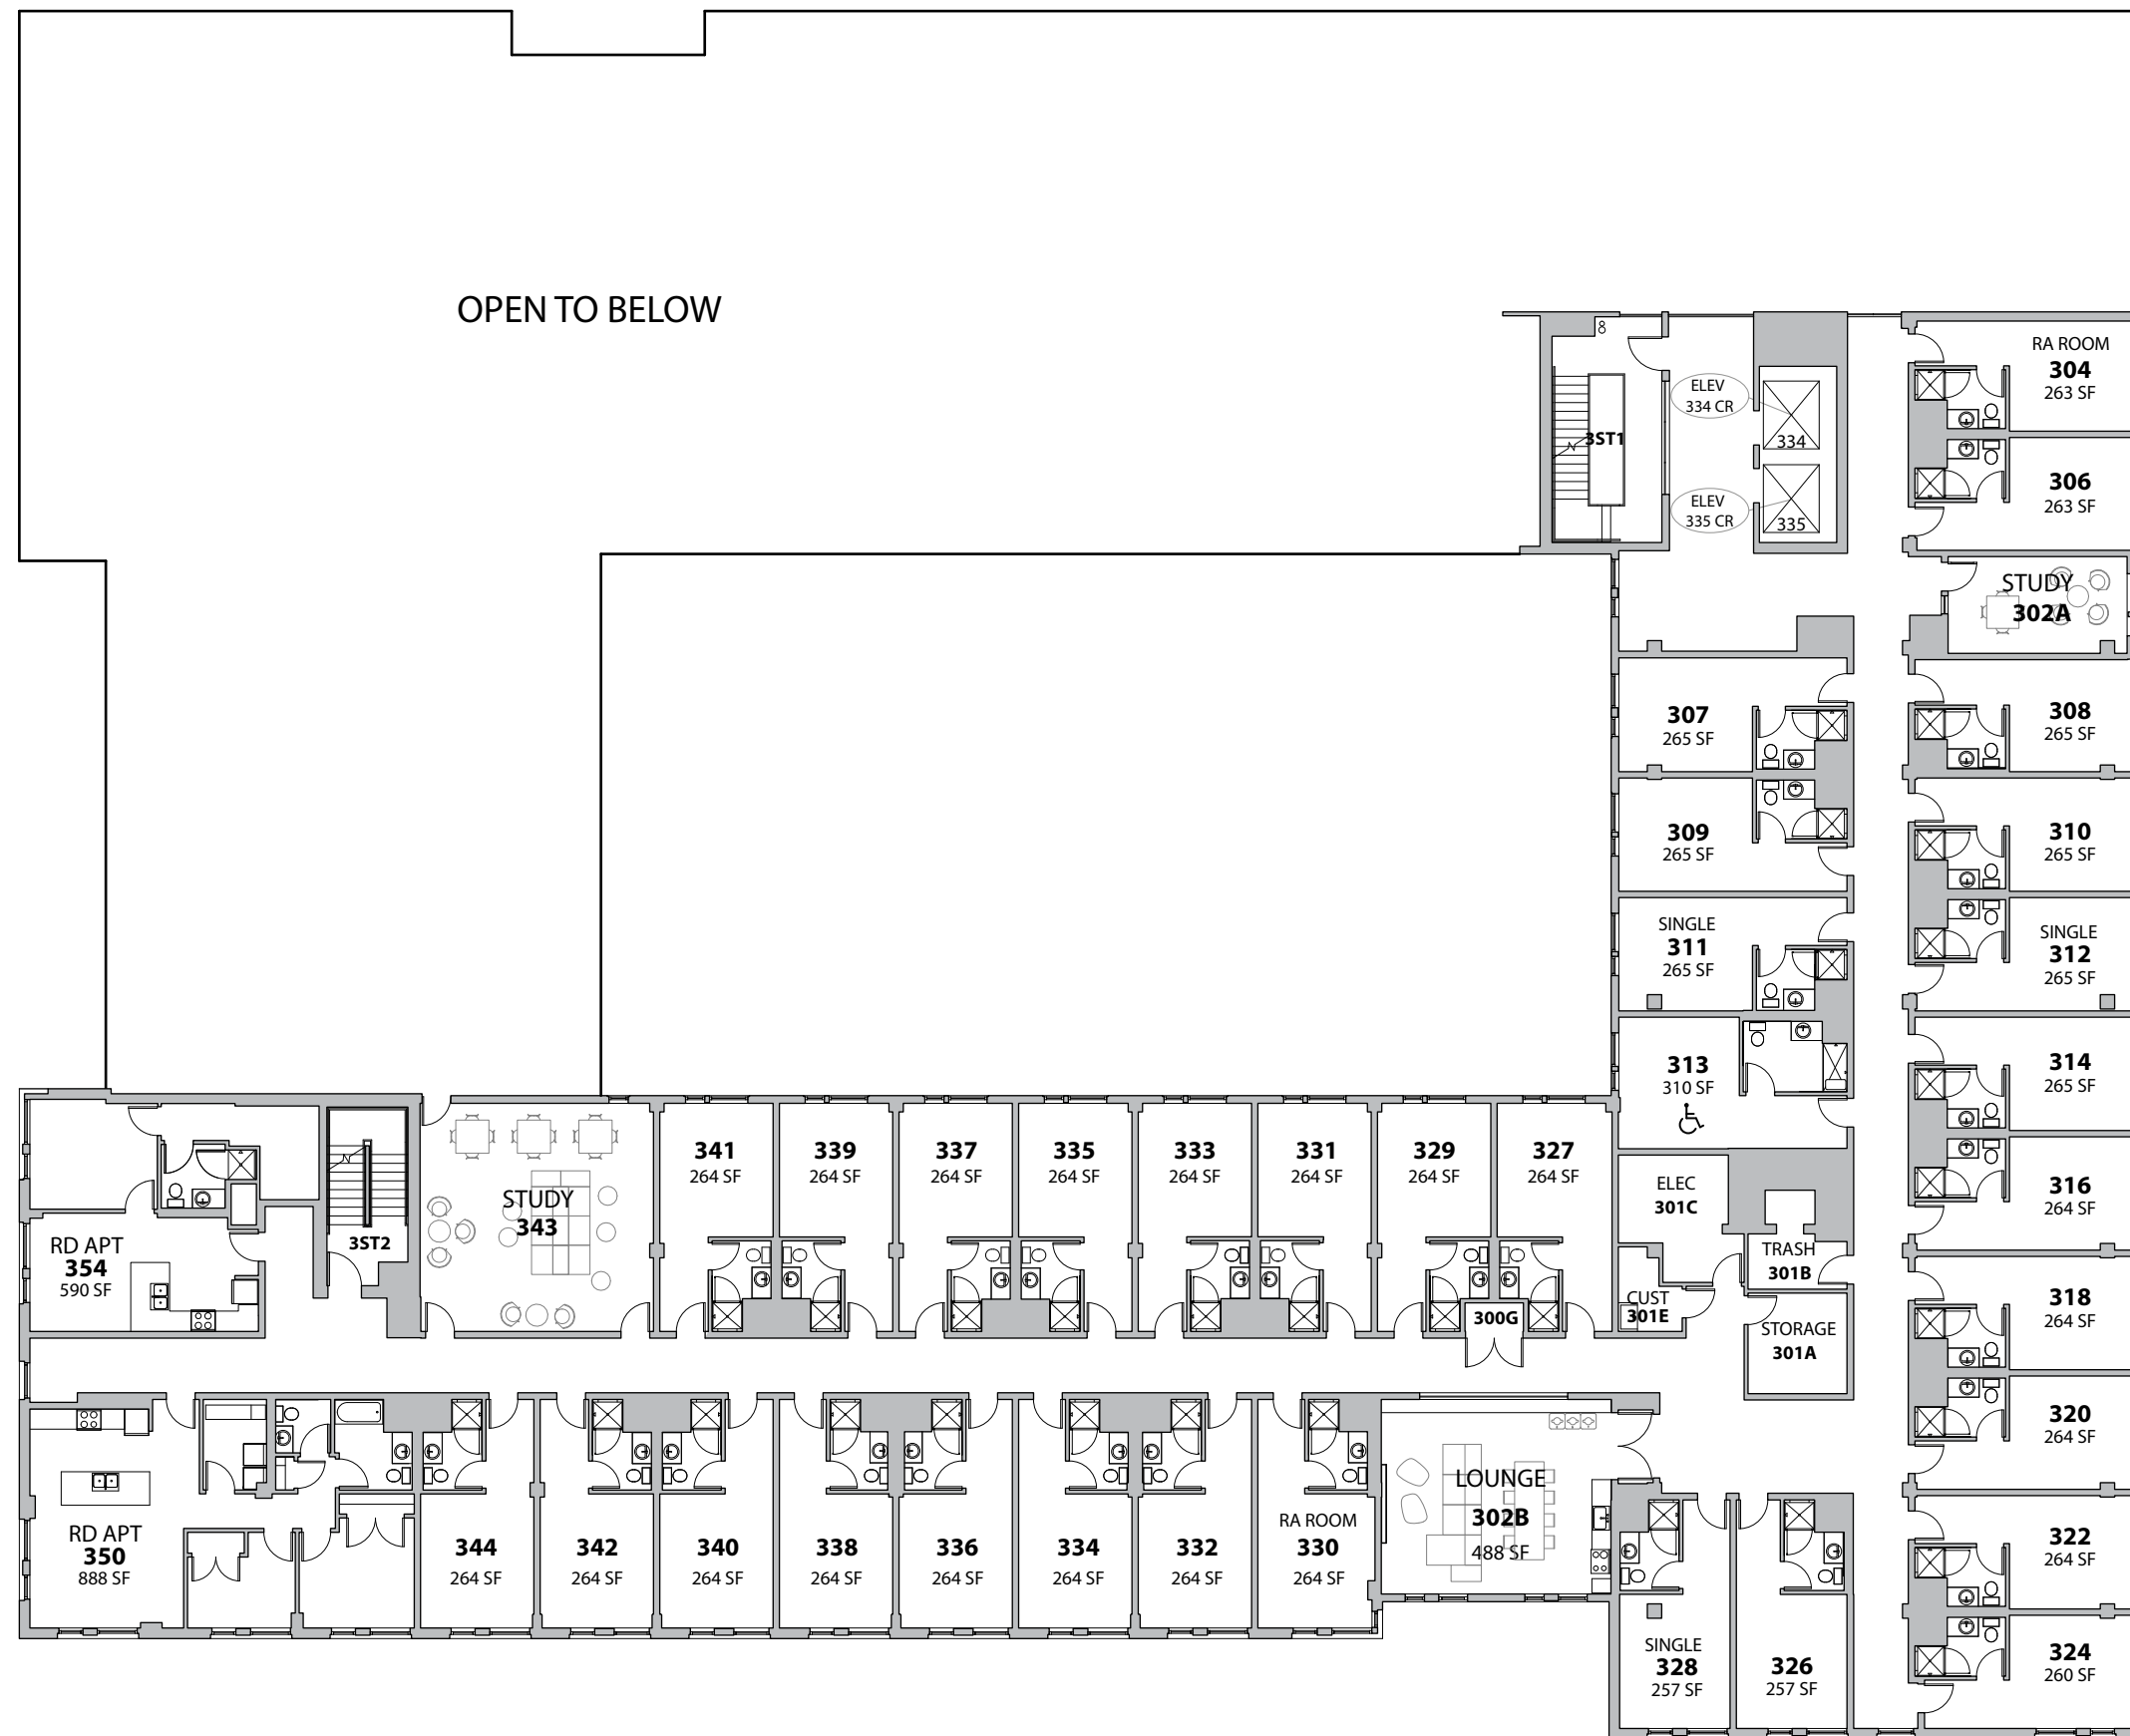 OPEN TO BELOW
8
3ST1
ELEV
334 CR
334
ELEV
335 CR
335
RA ROOM
304
263 SF
306
263 SF
STUDY
302A
307
265 SF
308
265 SF
309
265 SF
310
265 SF
SINGLE
311
265 SF
SINGLE
312
265 SF
313
310 SF
314
265 SF
316
264 SF
ELEC
301C
TRASH
301B
CUST
301E
STORAGE
301A
318
264 SF
320
264 SF
322
264 SF
324
260 SF
RD APT
354
590 SF
3ST2
STUDY
343
341
264 SF
339
264 SF
337
264 SF
335
264 SF
333
264 SF
331
264 SF
329
264 SF
327
264 SF
300G
RD APT
350
888 SF
344
264 SF
342
264 SF
340
264 SF
338
264 SF
336
264 SF
334
264 SF
332
264 SF
RA ROOM
330
264 SF
LOUNGE
302B
488 SF
SINGLE
328
257 SF
326
257 SF